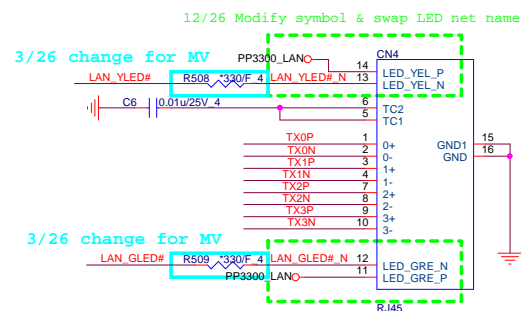 12/26 Modify symbol & swap LED net name
3/26 change for MV
PP3300_LAN
CN4
14
LED_YEL_P
LAN_YLED#
R508
*330/F_4
LAN_YLED#_N
13
LED_YEL_N
C6
0.01u/25V_4
6
TC2
5
TC1
TX0P
1
0+
GND1
15
TX0N
2
0-
GND
16
TX1P
3
1+
TX1N
4
1-
TX2P
7
2+
TX2N
8
2-
TX3P
9
3+
TX3N
10
3-
3/26 change for MV
LAN_GLED#
R509
*330/F_4
LAN_GLED#_N
12
LED_GRE_N
PP3300_LAN
11
LED_GRE_P
RJ45